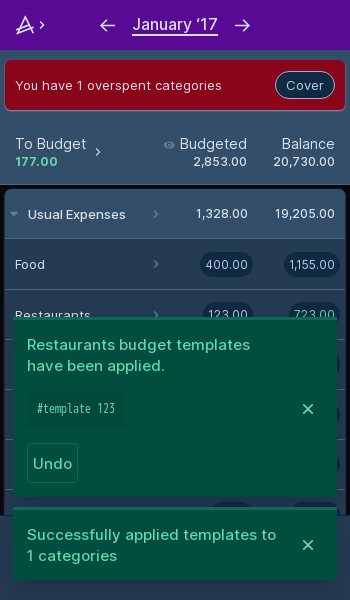 January ‘17
You have 1 overspent categories
Cover
To Budget
Budgeted
Balance
177.00
2,853.00
20,730.00
Usual Expenses
1,328.00
19,205.00
Food
400.00
1,155.00
Restaurants
123.00
723.00
Restaurants budget templates
have been applied.
#template 123
Undo
Successfully applied templates to
1 categories